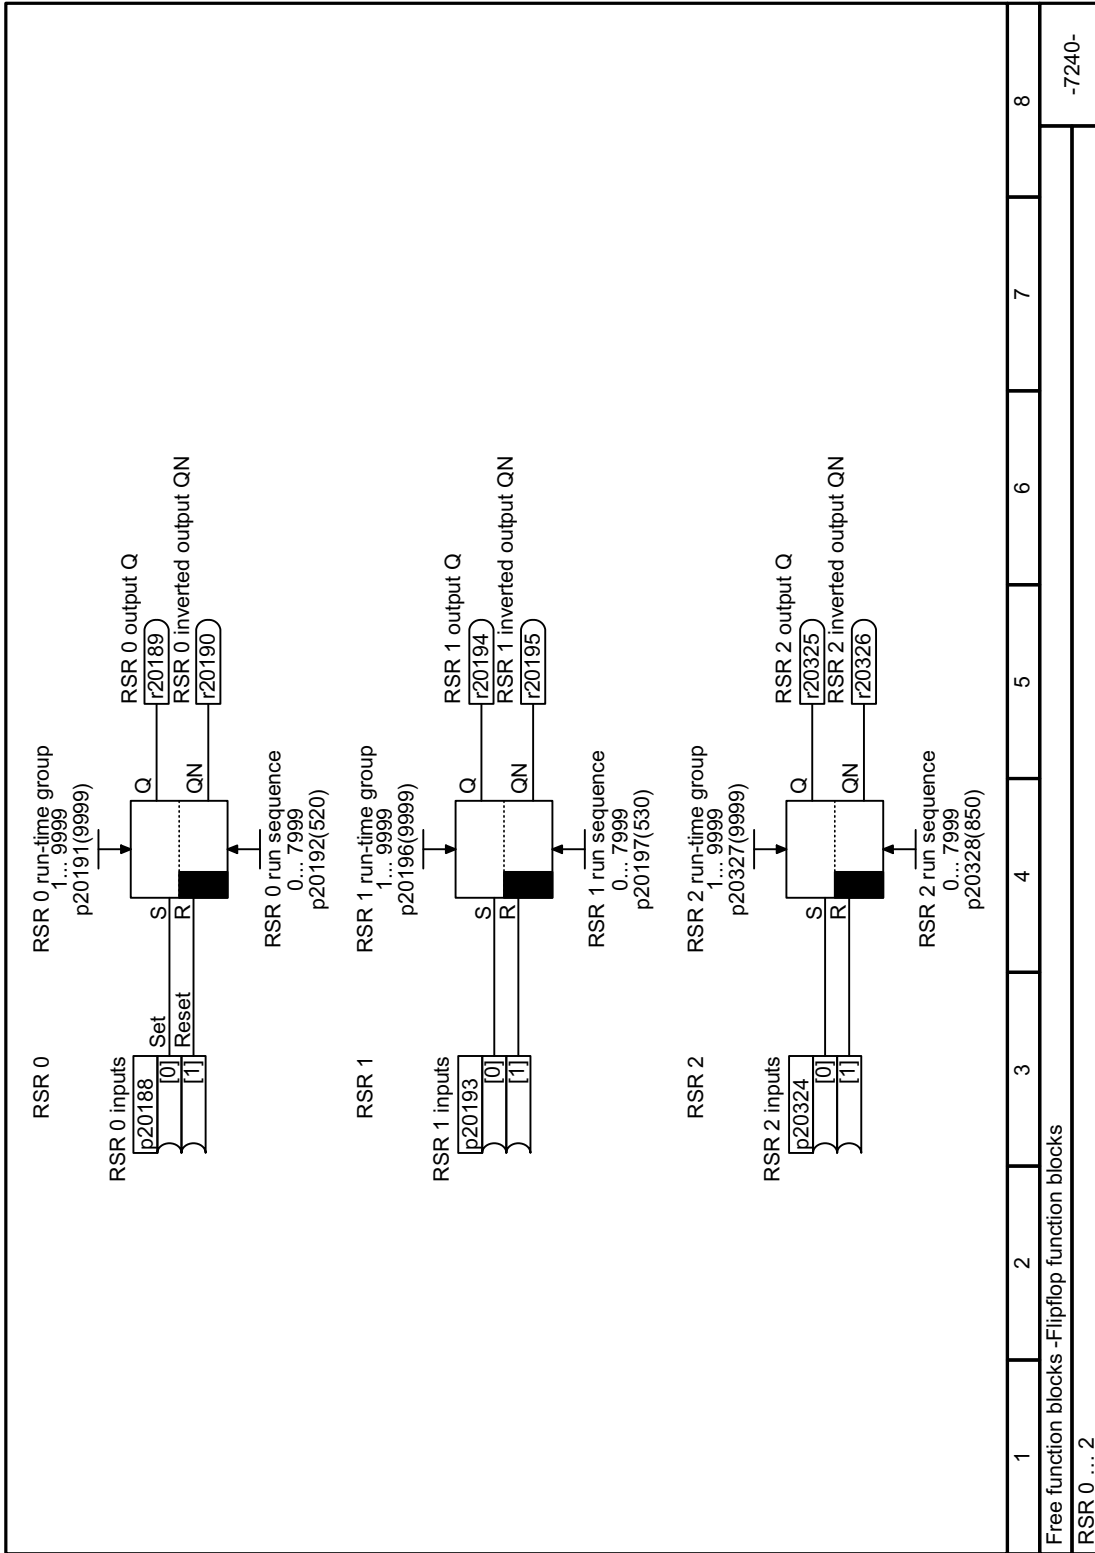 RSR 0
RSR 0 run-time group
1... 9999
p20191(9999)
RSR 0 inputs
p20188
[0]
[1]
Set
Reset
S
R
Q
QN
RSR 0 output Q
r20189
RSR 0 inverted output QN
r20190
RSR 0 run sequence
0... 7999
p20192(520)
RSR 1
RSR 1 run-time group
1... 9999
p20196(9999)
RSR 1 inputs
p20193
[0]
[1]
S
R
Q
QN
RSR 1 output Q
r20194
RSR 1 inverted output QN
r20195
RSR 1 run sequence
0... 7999
p20197(530)
RSR 2
RSR 2 run-time group
1... 9999
p20327(9999)
RSR 2 inputs
p20324
[0]
[1]
S
R
Q
QN
RSR 2 output Q
r20325
RSR 2 inverted output QN
r20326
RSR 2 run sequence
0... 7999
p20328(850)
1 2 3 4 5 6 7 8
Free function blocks -Flipflop function blocks
-7240-
RSR 0 ... 2